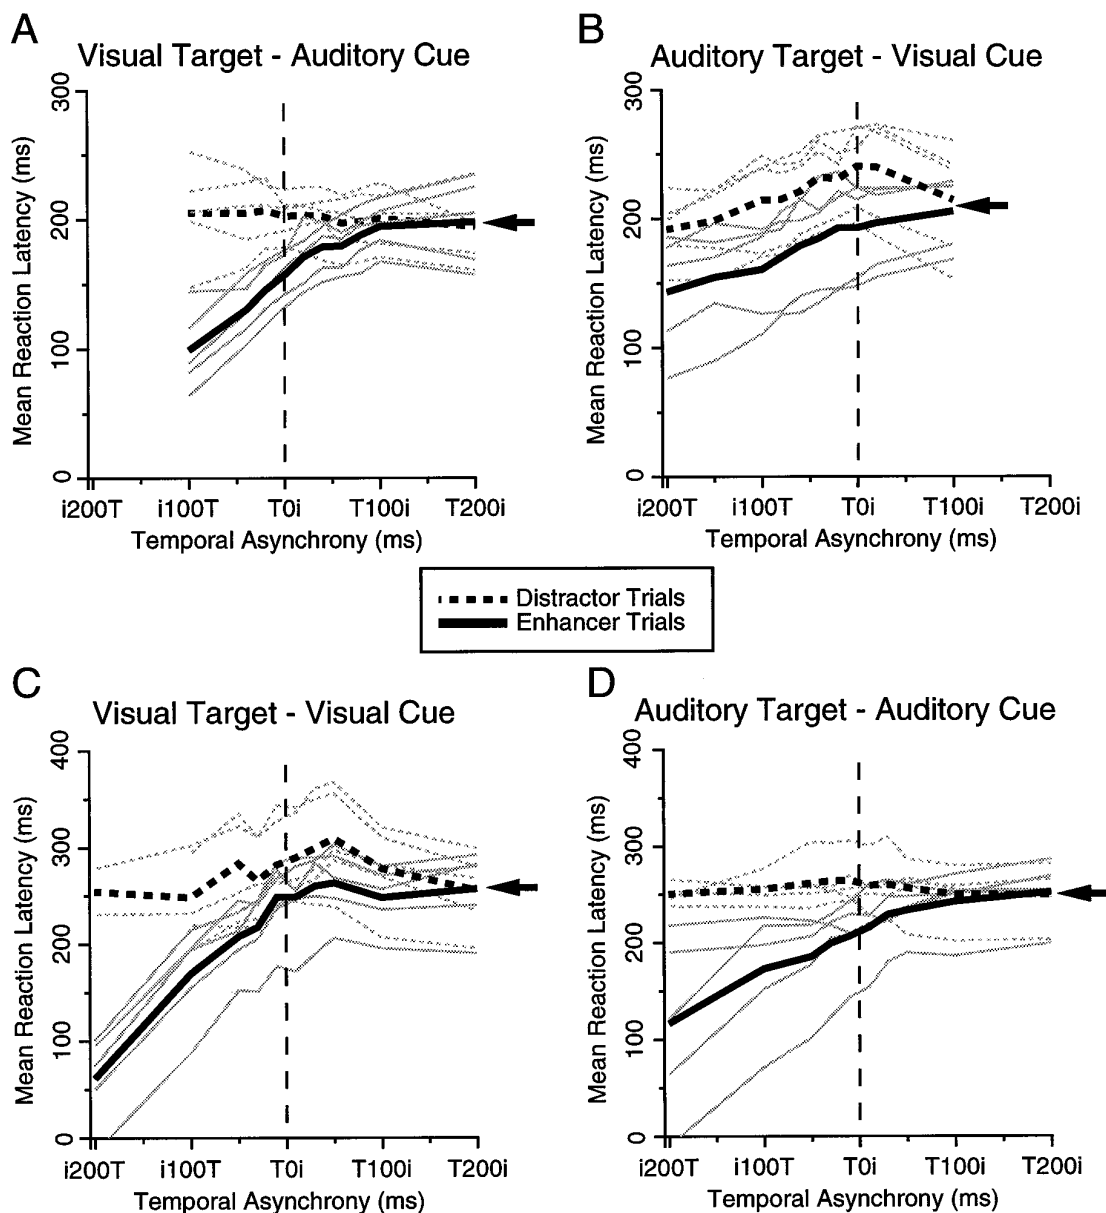 A
Visual Target - Auditory Cue
Mean Reaction Latency (ms)
300
200
100
0
i200T i100T T0i T100i T200i
Temporal Asynchrony (ms)
B
Auditory Target - Visual Cue
Mean Reaction Latency (ms)
300
200
100
0
i200T i100T T0i T100i T200i
Temporal Asynchrony (ms)
Distractor Trials
Enhancer Trials
C
Visual Target - Visual Cue
Mean Reaction Latency (ms)
400
300
200
100
0
i200T i100T T0i T100i T200i
Temporal Asynchrony (ms)
D
Auditory Target - Auditory Cue
Mean Reaction Latency (ms)
400
300
200
100
0
i200T i100T T0i T100i T200i
Temporal Asynchrony (ms)